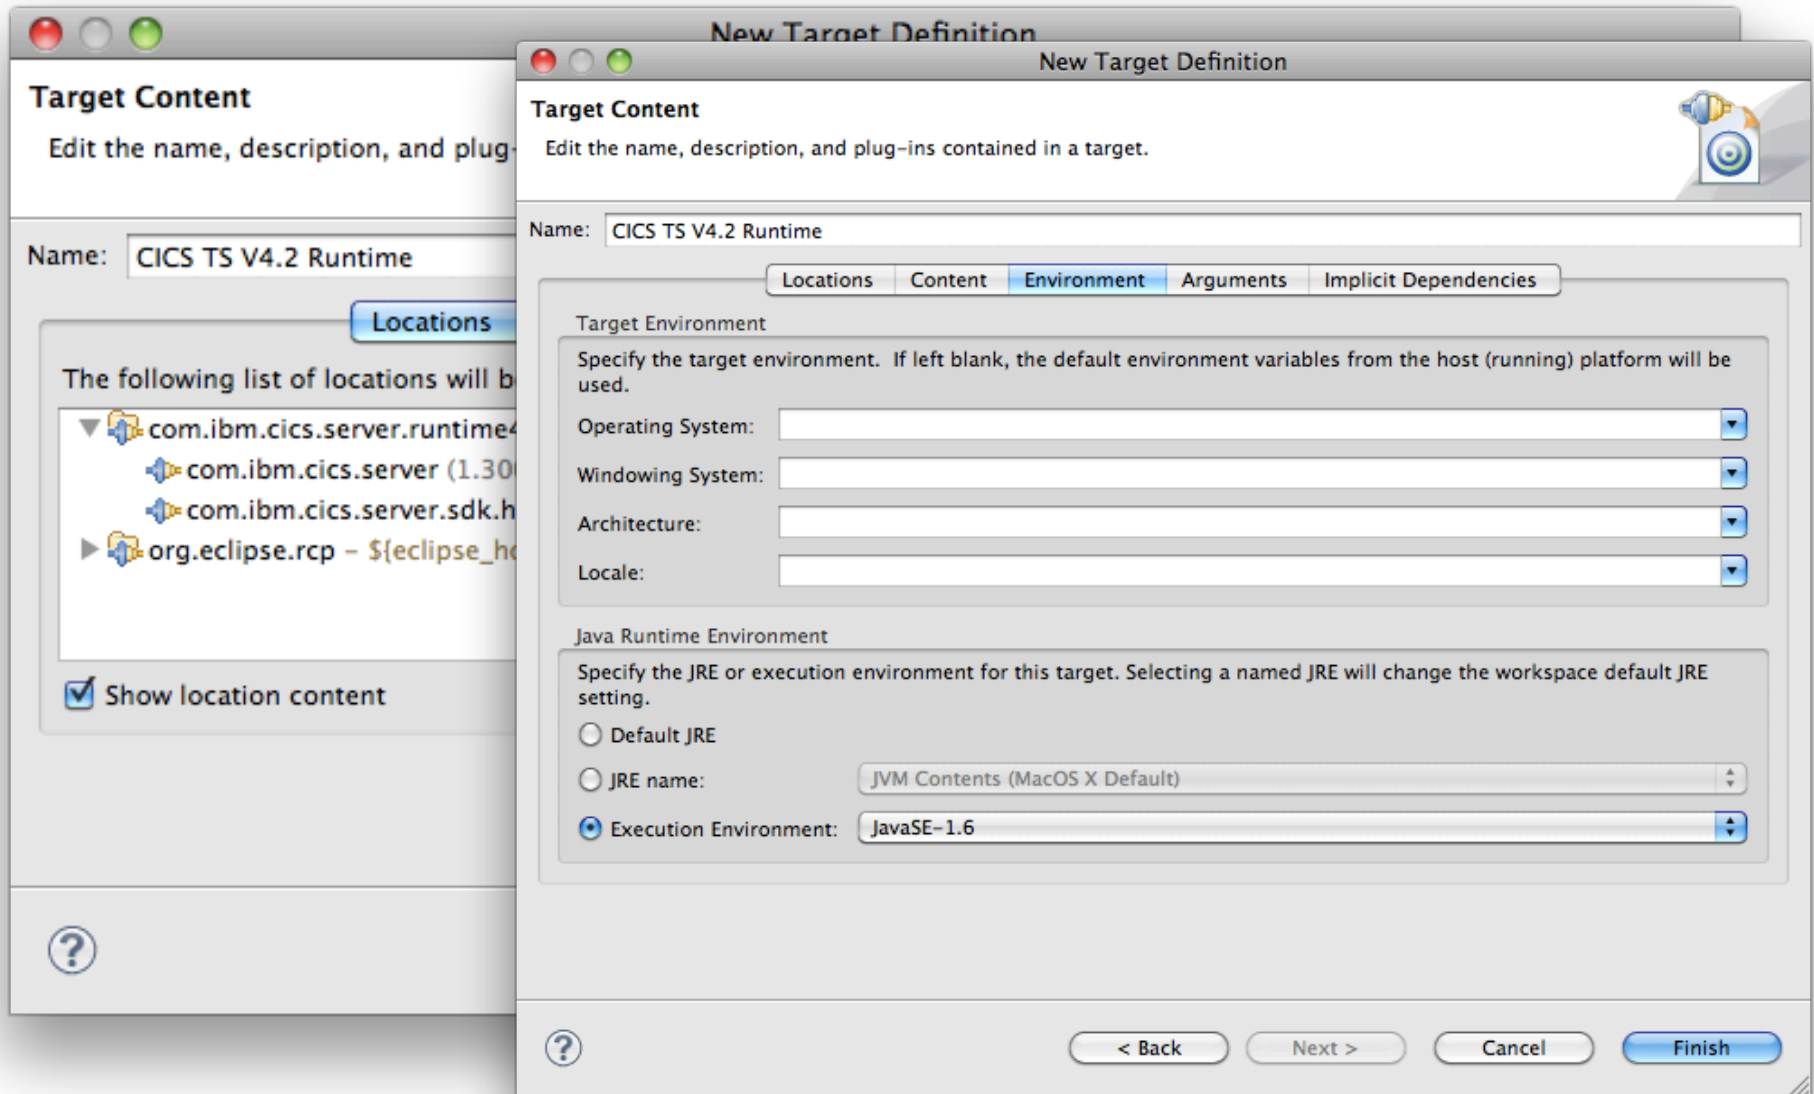 New Target Definition
Target Content
Edit the name, description, and plug-
Name: CICS TS V4.2 Runtime
Locations
The following list of locations will b
com.ibm.cics.server.runtime4
com.ibm.cics.server (1.300
com.ibm.cics.server.sdk.h
org.eclipse.rcp – ${eclipse_ho
Show location content
New Target Definition
Target Content
Edit the name, description, and plug-ins contained in a target.
Name: CICS TS V4.2 Runtime
Locations Content Environment Arguments Implicit Dependencies
Target Environment
Specify the target environment. If left blank, the default environment variables from the host (running) platform will be
used.
Operating System:
Windowing System:
Architecture:
Locale:
Java Runtime Environment
Specify the JRE or execution environment for this target. Selecting a named JRE will change the workspace default JRE
setting.
Default JRE
JRE name: JVM Contents (MacOS X Default)
Execution Environment: JavaSE-1.6
? < Back Next > Cancel Finish
?